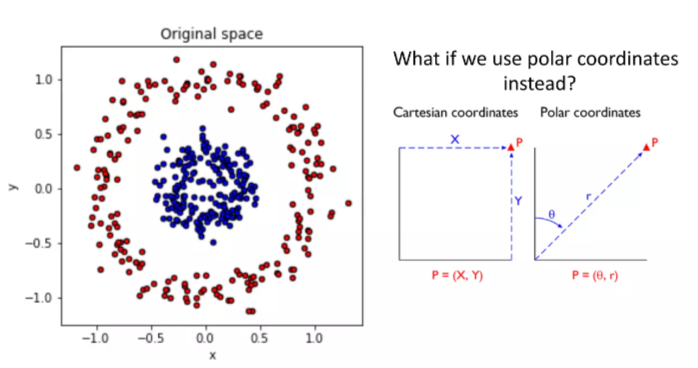 Original space
1.0
0.5
0.0
−0.5
−1.0
y
−1.0 −0.5 0.0 0.5 1.0
x
What if we use polar coordinates
instead?
Cartesian coordinates Polar coordinates
X P P
Y θ r
P = (X, Y) P = (θ, r)